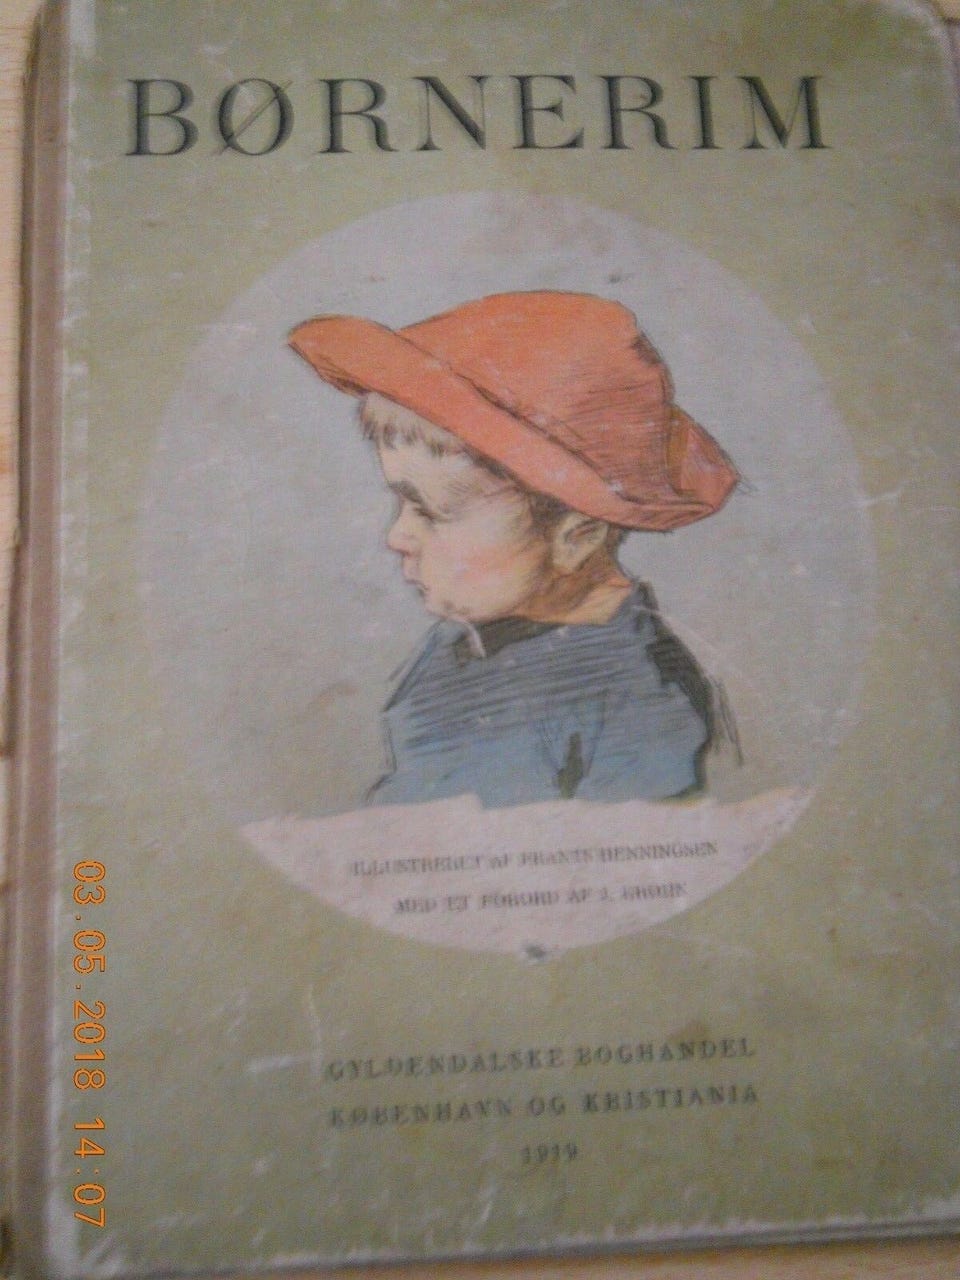 BØRNERIM
ILLUSTRERET AF FRANTS HENNINGSEN
MED ET FORORD AF J. KROHN
GYLDENDALSKE BOGHANDEL
KØBENHAVN OG KRISTIANIA
1919
03.05.2018 14:07